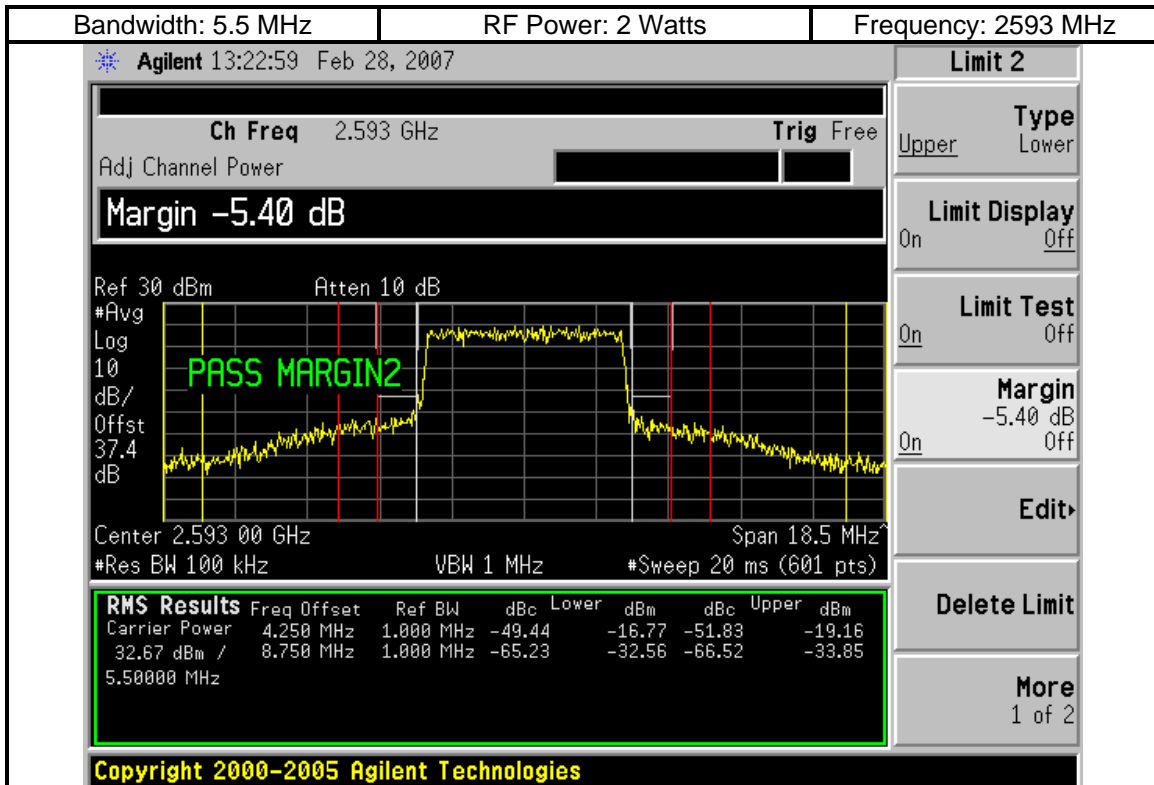 Bandwidth: 5.5 MHz RF Power: 2 Watts Frequency: 2593 MHz
Agilent 13:22:59 Feb 28, 2007
Limit 2
Ch Freq 2.593 GHz Trig Free
Adj Channel Power
Margin -5.40 dB
Ref 30 dBm Atten 10 dB
#Avg
Log
10
dB/
Offst
37.4
dB
PASS MARGIN2
Center 2.593 00 GHz Span 18.5 MHz^
#Res BW 100 kHz VBW 1 MHz #Sweep 20 ms (601 pts)
RMS Results Freq Offset Ref BW dBc Lower dBm dBc Upper dBm
Carrier Power 4.250 MHz 1.000 MHz -49.44 -16.77 -51.83 -19.16
32.67 dBm / 8.750 MHz 1.000 MHz -65.23 -32.56 -66.52 -33.85
5.50000 MHz
Type
Upper Lower
Limit Display
On Off
Limit Test
On Off
Margin
-5.40 dB
On Off
Edit
Delete Limit
More
1 of 2
Copyright 2000-2005 Agilent Technologies